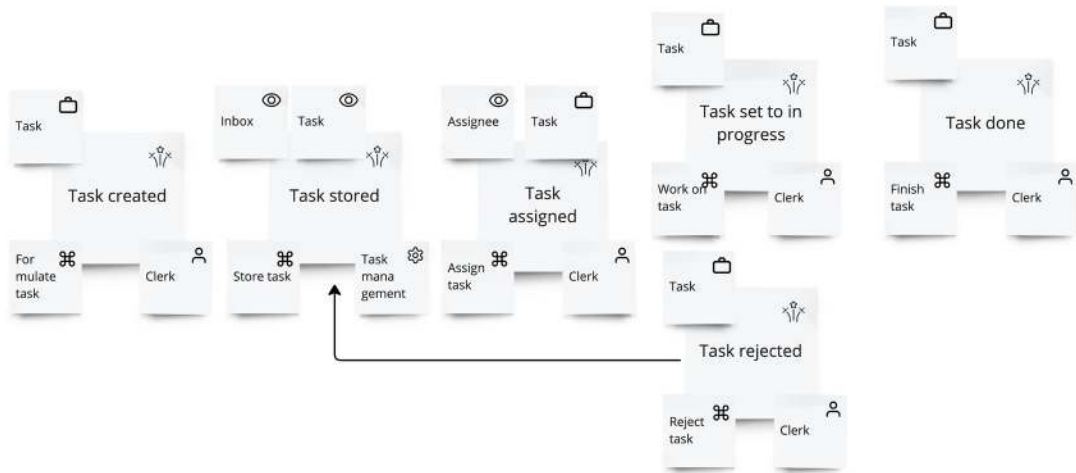 Task
Task created
For
mulate
task
Clerk
Inbox
Task
Task stored
Store task
Task
mana
gement
Assignee
Task
Task
assigned
Assign
task
Clerk
Task
Task set to in
progress
Work on
task
Clerk
Task
Task done
Finish
task
Clerk
Task
Task rejected
Reject
task
Clerk